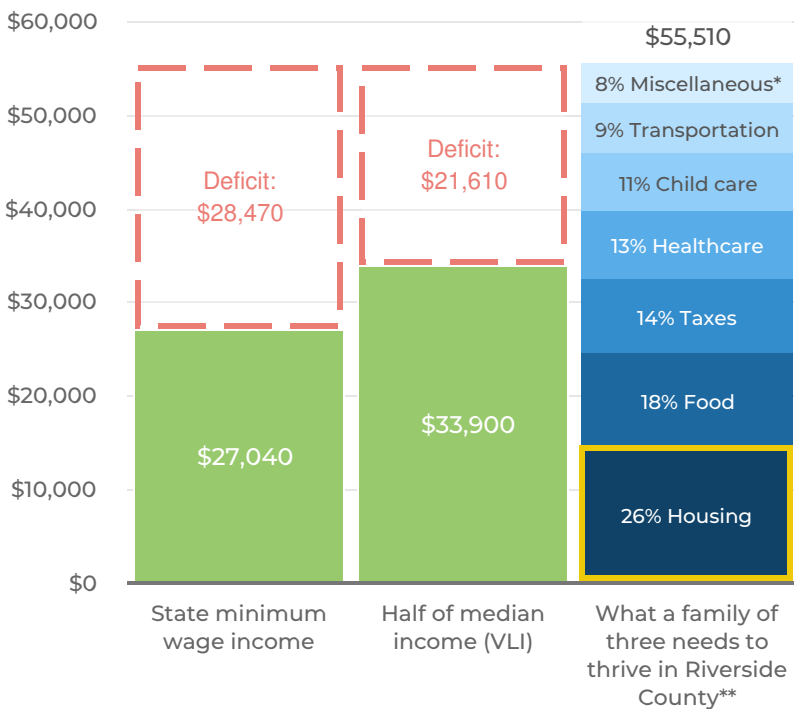 $60,000
$50,000
$40,000
$30,000
$20,000
$10,000
$0
Deficit:
$28,470
$27,040
State minimum
wage income
Deficit:
$21,610
$33,900
Half of median
income (VLI)
$55,510
8% Miscellaneous*
9% Transportation
11% Child care
13% Healthcare
14% Taxes
18% Food
26% Housing
What a family of
three needs to
thrive in Riverside
County**